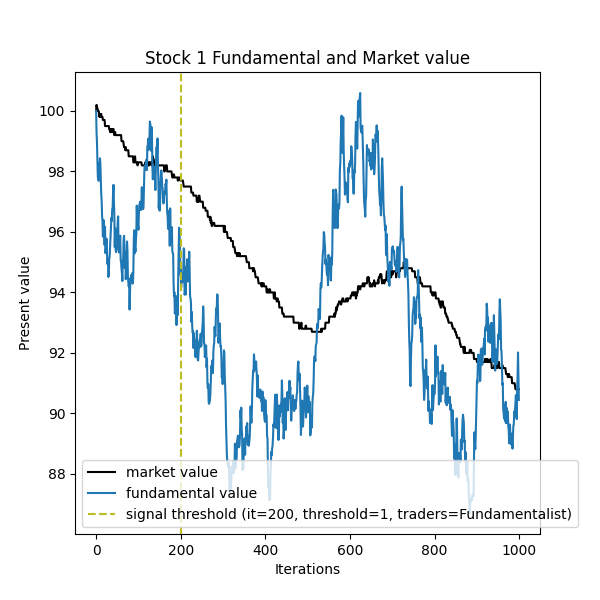 Stock 1 Fundamental and Market value
Present value
100
98
96
94
92
90
88
market value
fundamental value
signal threshold (it=200, threshold=1, traders=Fundamentalist)
0 200 400 600 800 1000
Iterations